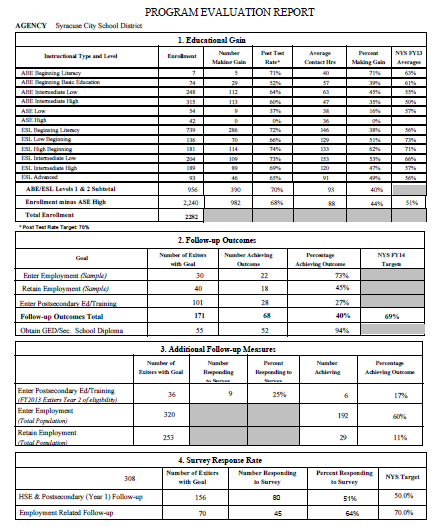 PROGRAM EVALUATION REPORT
AGENCY Syracuse City School District
1. Educational Gain
Instructional Type and Level Enrollment Number Making Gain Post Test Rate* Average Contact Hrs Percent Making Gain NYS FY13 Averages
ABE Beginning Literacy 7 5 71% 40 71% 63%
ABE Beginning Basic Education 74 29 52% 57 39% 61%
ABE Intermediate Low 248 112 64% 63 45% 55%
ABE Intermediate High 315 113 60% 47 35% 50%
ASE Low 54 9 37% 38 16% 57%
ASE High 42 0 0% 36 0%
ESL Beginning Literacy 739 286 72% 146 38% 56%
ESL Low Beginning 136 70 66% 129 51% 73%
ESL High Beginning 181 114 74% 133 62% 71%
ESL Intermediate Low 204 109 73% 153 53% 66%
ESL Intermediate High 189 89 69% 120 47% 57%
ESL Advanced 93 46 65% 91 49% 56%
ABE/ESL Levels 1 & 2 Subtotal 956 390 70% 93 40%
Enrollment minus ASE High 2,240 982 68% 88 44% 51%
Total Enrollment 2282
* Post Test Rate Target: 70%
2. Follow-up Outcomes
Goal Number of Exiters with Goal Number Achieving Outcome Percentage Achieving Outcome NYS FY14 Targets
Enter Employment (Sample) 30 22 73%
Retain Employment (Sample) 40 18 45%
Enter Postsecondary Ed/Training 101 28 27%
Follow-up Outcomes Total 171 68 40% 69%
Obtain GED/Sec. School Diploma 55 52 94%
3. Additional Follow-up Measures
Number of Exiters with Goal Number Responding to Survey Percent Responding to Survey Number Achieving Percentage Achieving Outcome
Enter Postsecondary Ed/Training 36 9 25% 6 17%
(FT2013 Exiters Year 2 of eligibility)
Enter Employment 320 192 60%
(Total Population)
Retain Employment 253 29 11%
(Total Population)
4. Survey Response Rate
308 Number of Exiters with Goal Number Responding to Survey Percent Responding to Survey NYS Target
HSE & Postsecondary (Year 1) Follow-up 156 80 51% 50.0%
Employment Related Follow-up 70 45 64% 70.0%